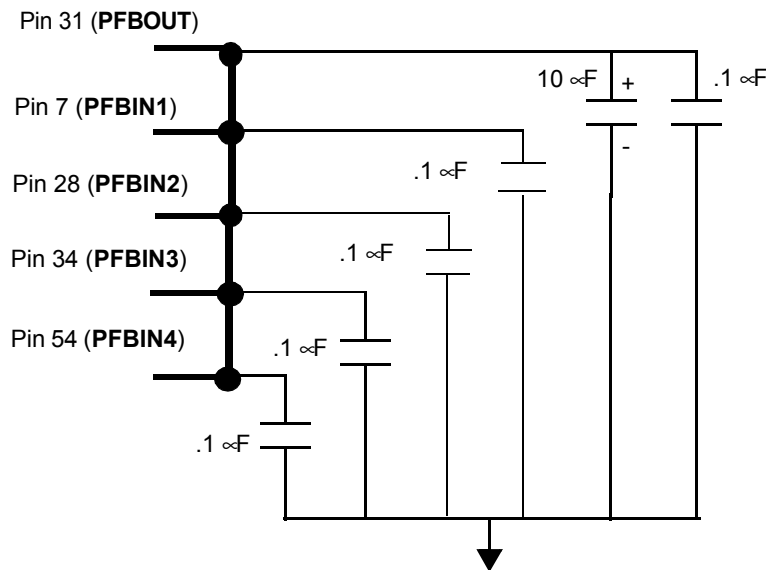 Pin 31 (PFBOUT)
10 ∝F
+
-
.1 ∝F
Pin 7 (PFBIN1)
.1 ∝F
Pin 28 (PFBIN2)
.1 ∝F
Pin 34 (PFBIN3)
.1 ∝F
Pin 54 (PFBIN4)
.1 ∝F